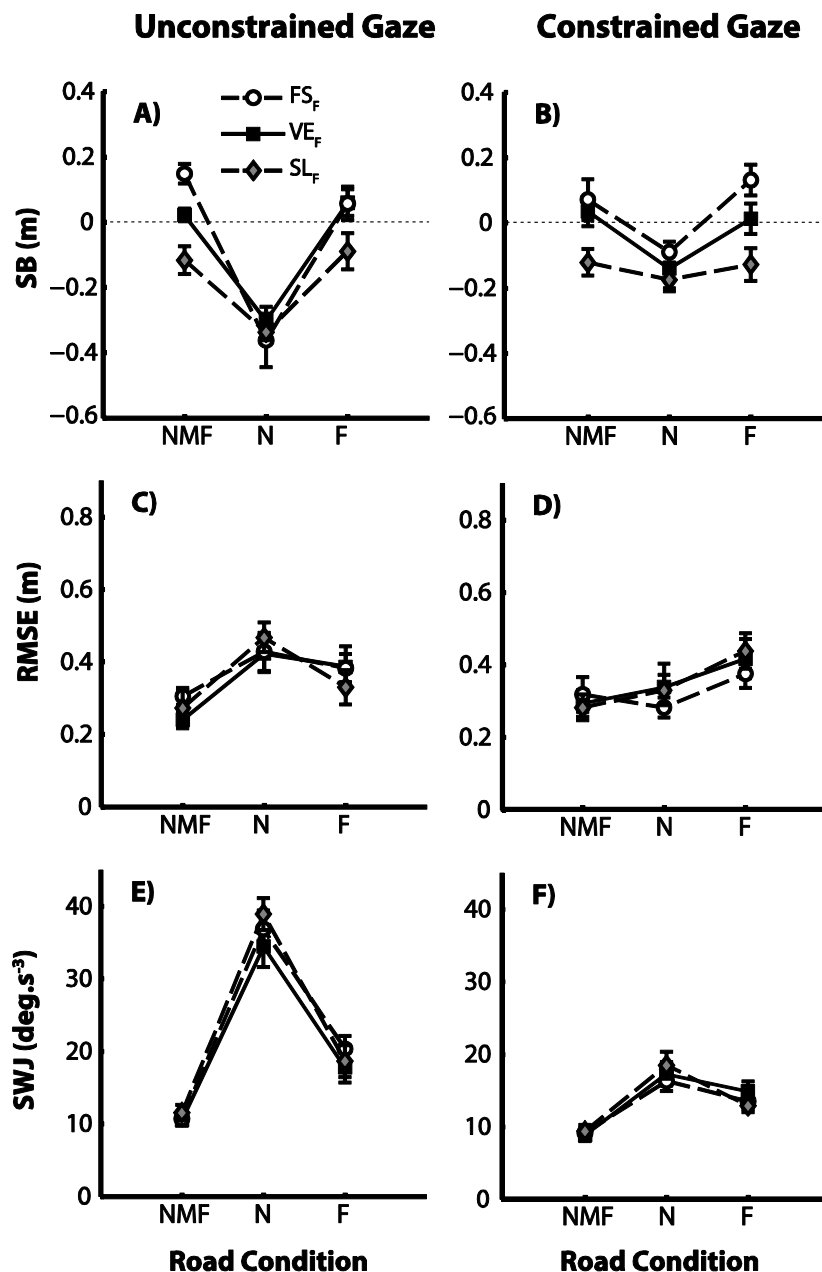 Unconstrained Gaze
Constrained Gaze
A)
FS_F
VE_F
SL_F
SB (m)
0.4
0.2
0
−0.2
−0.4
−0.6
NMF N F
B)
0.4
0.2
0
−0.2
−0.4
−0.6
NMF N F
C)
RMSE (m)
0.8
0.6
0.4
0.2
0
NMF N F
D)
0.8
0.6
0.4
0.2
0
NMF N F
E)
SWJ (deg.s⁻³)
40
30
20
10
0
NMF N F
Road Condition
F)
40
30
20
10
0
NMF N F
Road Condition